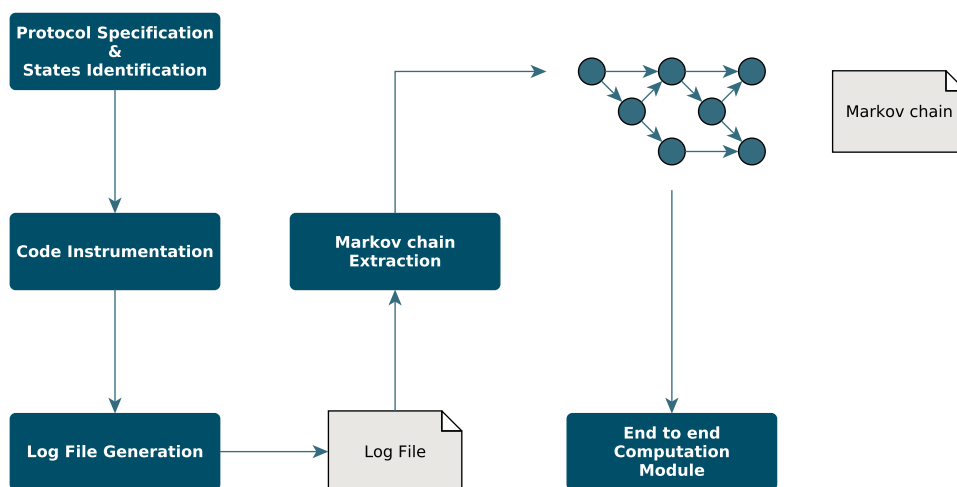 Protocol Specification
&
States Identification
Markov chain
Code Instrumentation
Markov chain
Extraction
Log File Generation
Log File
End to end
Computation
Module